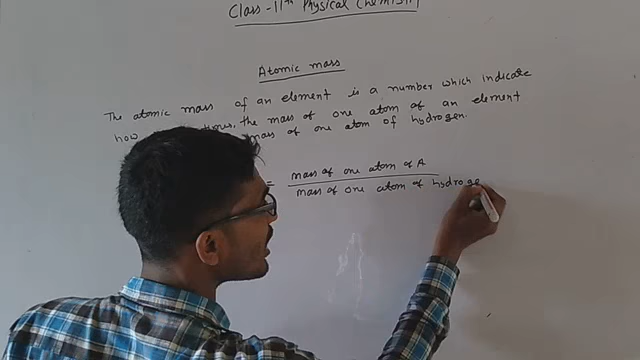 Class-11th Physical Chemistry
Atomic mass
The atomic mass of an element is a number which indicate
how times, the mass of one atom of an element
mass of one atom of hydrogen.
= mass of one atom of A
mass of one atom of hydroge